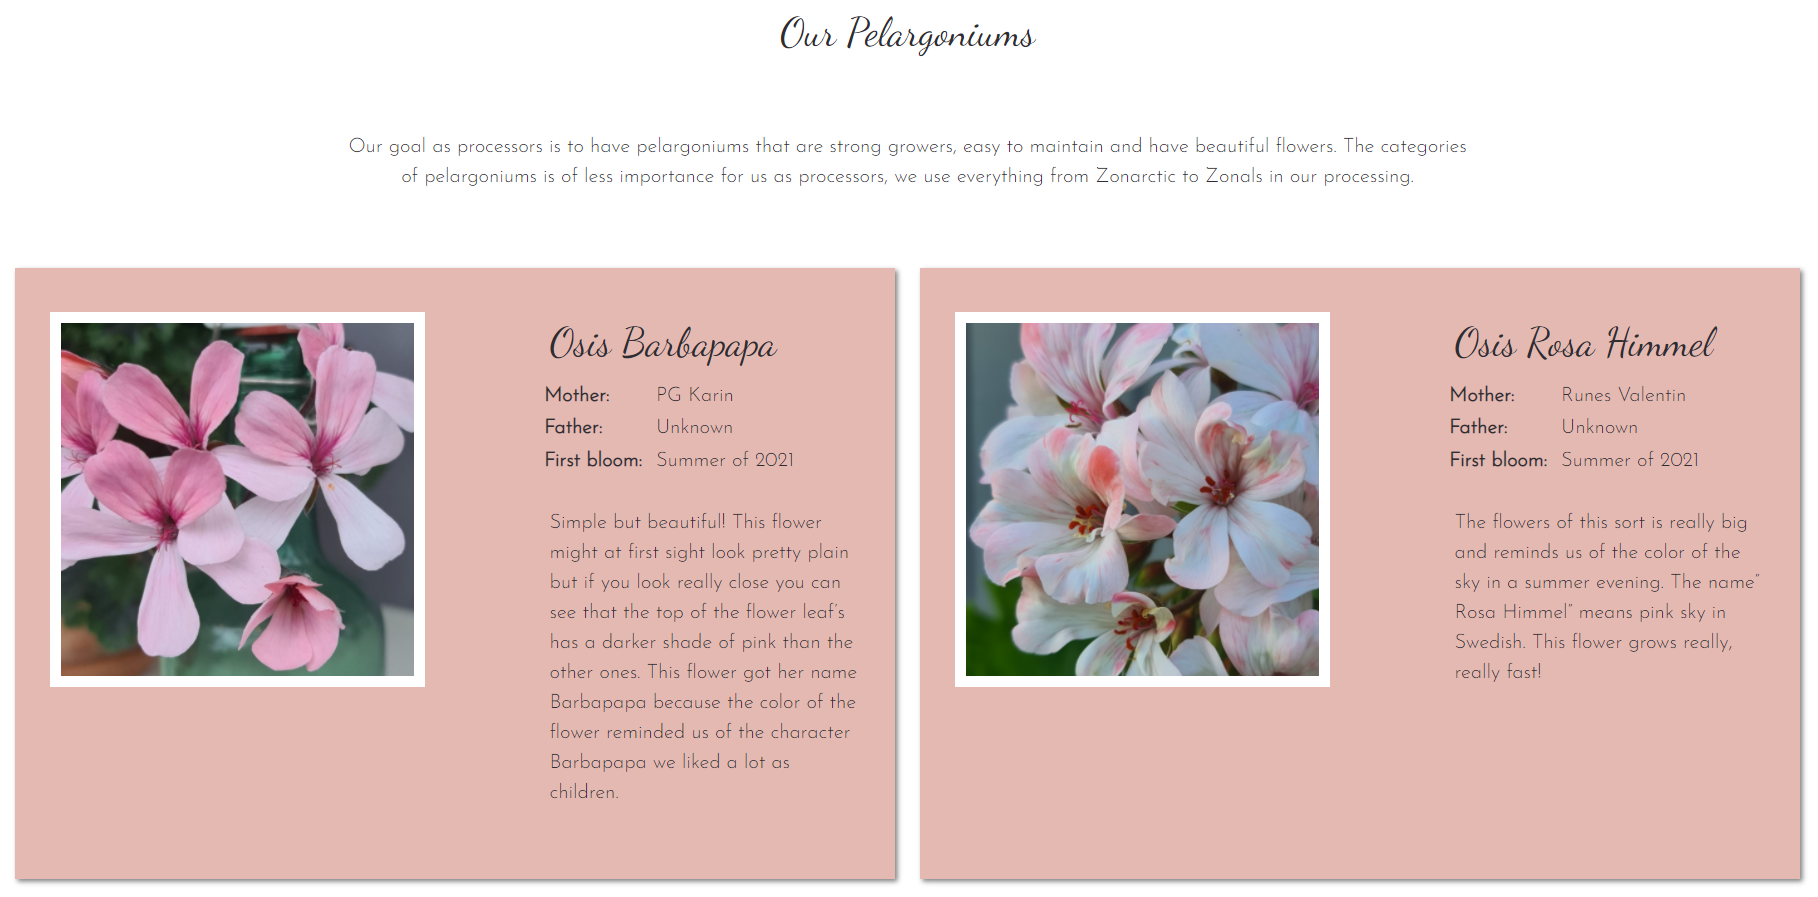 Our Pelargoniums
Our goal as processors is to have pelargoniums that are strong growers, easy to maintain and have beautiful flowers. The categories
of pelargoniums is of less importance for us as processors, we use everything from Zonarctic to Zonals in our processing.
Osis Barbapapa
Mother: PG Karin
Father: Unknown
First bloom: Summer of 2021
Simple but beautiful! This flower
might at first sight look pretty plain
but if you look really close you can
see that the top of the flower leaf's
has a darker shade of pink than the
other ones. This flower got her name
Barbapapa because the color of the
flower reminded us of the character
Barbapapa we liked a lot as
children.
Osis Rosa Himmel
Mother: Runes Valentin
Father: Unknown
First bloom: Summer of 2021
The flowers of this sort is really big
and reminds us of the color of the
sky in a summer evening. The name"
Rosa Himmel" means pink sky in
Swedish. This flower grows really,
really fast!